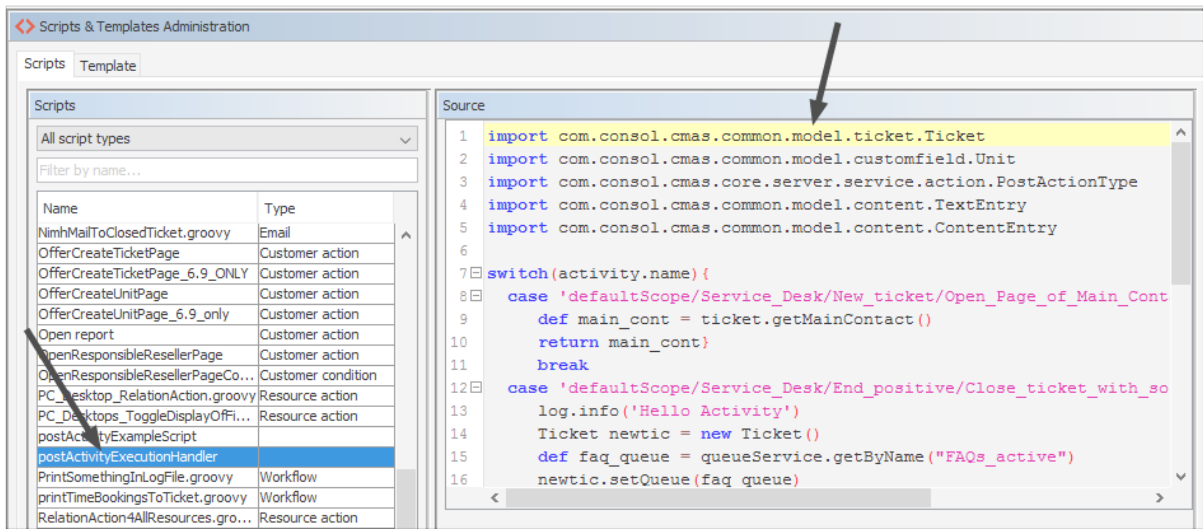 Scripts & Templates Administration
Scripts Template
Scripts
All script types
Filter by name...
Name Type
NimhMailToClosedTicket.groovy Email
OfferCreateTicketPage Customer action
OfferCreateTicketPage_6.9_ONLY Customer action
OfferCreateUnitPage Customer action
OfferCreateUnitPage_6.9_only Customer action
Open report Customer action
OpenResponsibleResellerPage Customer action
OpenResponsibleResellerPageCo... Customer condition
PC_Desktop_RelationAction.groovy Resource action
PC_Desktops_ToggleDisplayOfFi... Resource action
postActivityExampleScript
postActivityExecutionHandler
PrintSomethingInLogFile.groovy Workflow
printTimeBookingsToTicket.groovy Workflow
RelationAction4AllResources.gro... Resource action
Source
1 import com.consol.cmas.common.model.ticket.Ticket
2 import com.consol.cmas.common.model.customfield.Unit
3 import com.consol.cmas.core.server.service.action.PostActionType
4 import com.consol.cmas.common.model.content.TextEntry
5 import com.consol.cmas.common.model.content.ContentEntry
6
7 switch(activity.name){
8 case 'defaultScope/Service_Desk/New_ticket/Open_Page_of_Main_Cont
9 def main_cont = ticket.getMainContact()
10 return main_cont}
11 break
12 case 'defaultScope/Service_Desk/End_positive/Close_ticket_with_so
13 log.info('Hello Activity')
14 Ticket newtic = new Ticket()
15 def faq_queue = queueService.getByName("FAQs_active")
16 newtic.setQueue(faq_queue)